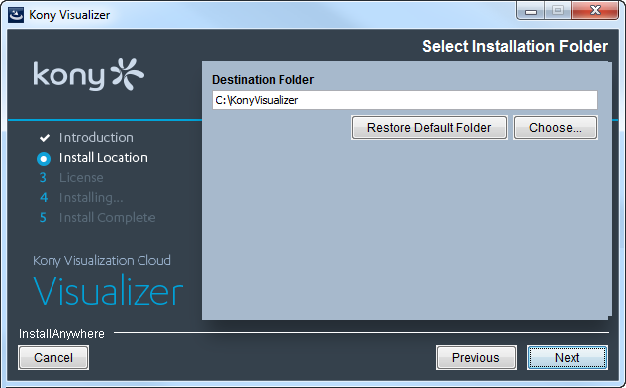 Kony Visualizer
Select Installation Folder
kony
Destination Folder
C:\KonyVisualizer
Restore Default Folder
Choose...
Introduction
Install Location
3 License
4 Installing...
5 Install Complete
Kony Visualization Cloud
Visualizer
InstallAnywhere
Cancel
Previous
Next